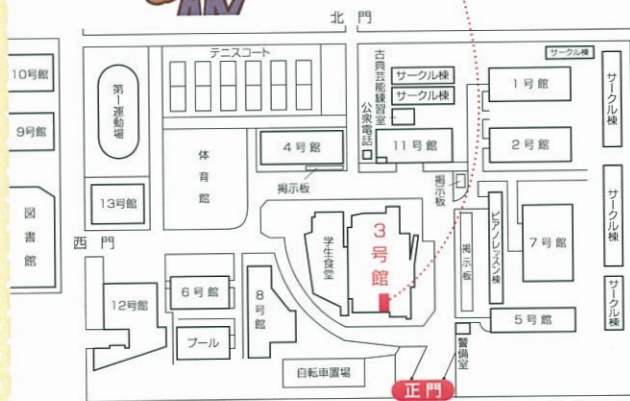 北門
テニスコート
古典芸能練習室
公衆電話
サークル棟
サークル棟
サークル棟
サークル棟
10号館
第1運動場
1号館
9号館
体育館
4号館
11号館
2号館
掲示板
掲示板
13号館
図書館
西門
学生食堂
3号館
掲示板
ピアノレッスン棟
7号館
サークル棟
12号館
6号館
8号館
プール
5号館
サークル棟
警備室
自転車置場
正門